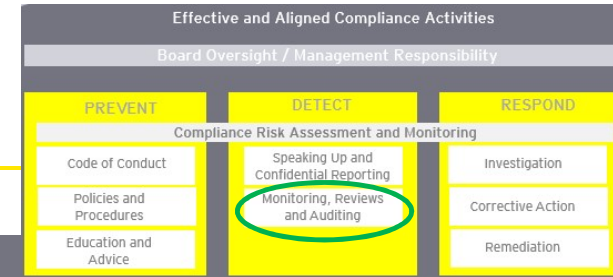 Effective and Aligned Compliance Activities
Board Oversight / Management Responsibility
PREVENT
DETECT
RESPOND
Compliance Risk Assessment and Monitoring
Code of Conduct
Speaking Up and
Confidential Reporting
Investigation
Policies and
Procedures
Monitoring, Reviews
and Auditing
Corrective Action
Education and
Advice
Remediation